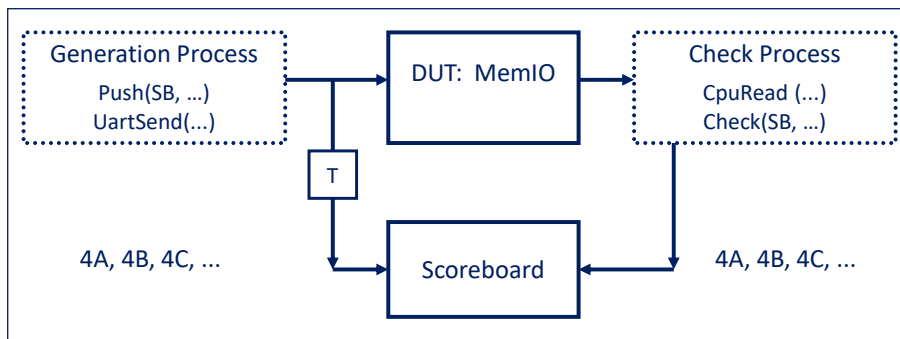 Generation Process
Push(SB, …)
UartSend(...)
DUT: MemIO
Check Process
CpuRead (...)
Check(SB, …)
T
4A, 4B, 4C, ...
Scoreboard
4A, 4B, 4C, ...